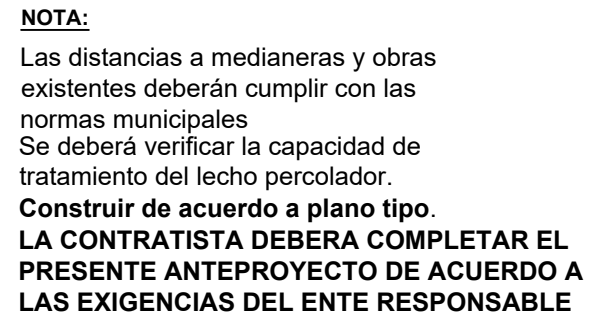 NOTA:
Las distancias a medianeras y obras
existentes deberán cumplir con las
normas municipales
Se deberá verificar la capacidad de
tratamiento del lecho percolador.
Construir de acuerdo a plano tipo.
LA CONTRATISTA DEBERA COMPLETAR EL
PRESENTE ANTEPROYECTO DE ACUERDO A
LAS EXIGENCIAS DEL ENTE RESPONSABLE